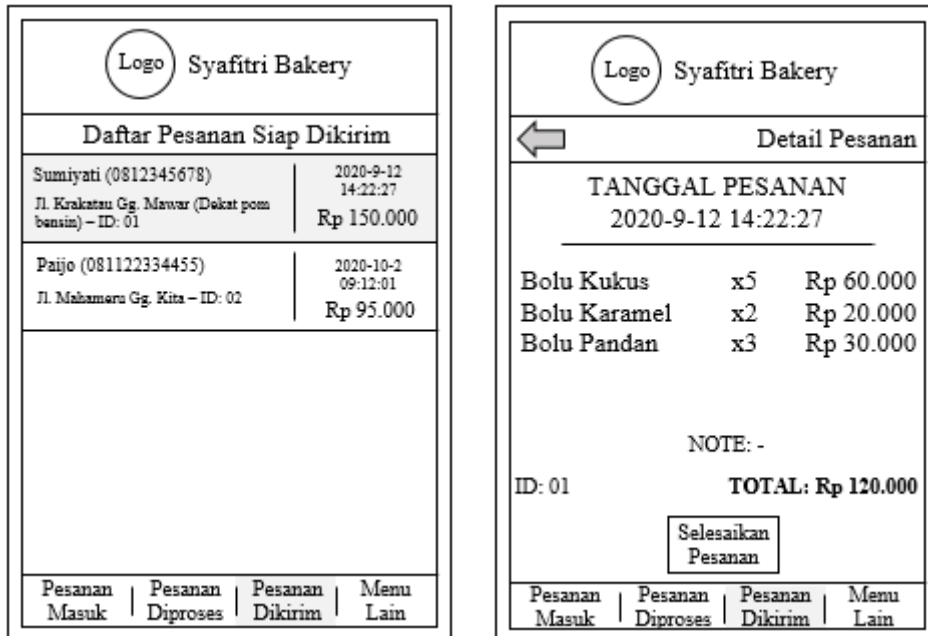 Logo Syafitri Bakery
Daftar Pesanan Siap Dikirim
Sumiyati (0812345678)
Jl. Krakatau Gg. Mawar (Dekat pom
bensin) – ID: 01
2020-9-12
14:22:27
Rp 150.000
Paijo (081122334455)
Jl. Mahameru Gg. Kita – ID: 02
2020-10-2
09:12:01
Rp 95.000
Pesanan Masuk
Pesanan Diproses
Pesanan Dikirim
Menu Lain
Logo Syafitri Bakery
Detail Pesanan
TANGGAL PESANAN
2020-9-12 14:22:27
Bolu Kukus x5 Rp 60.000
Bolu Karamel x2 Rp 20.000
Bolu Pandan x3 Rp 30.000
NOTE: -
ID: 01 TOTAL: Rp 120.000
Selesaikan
Pesanan
Pesanan Masuk
Pesanan Diproses
Pesanan Dikirim
Menu Lain